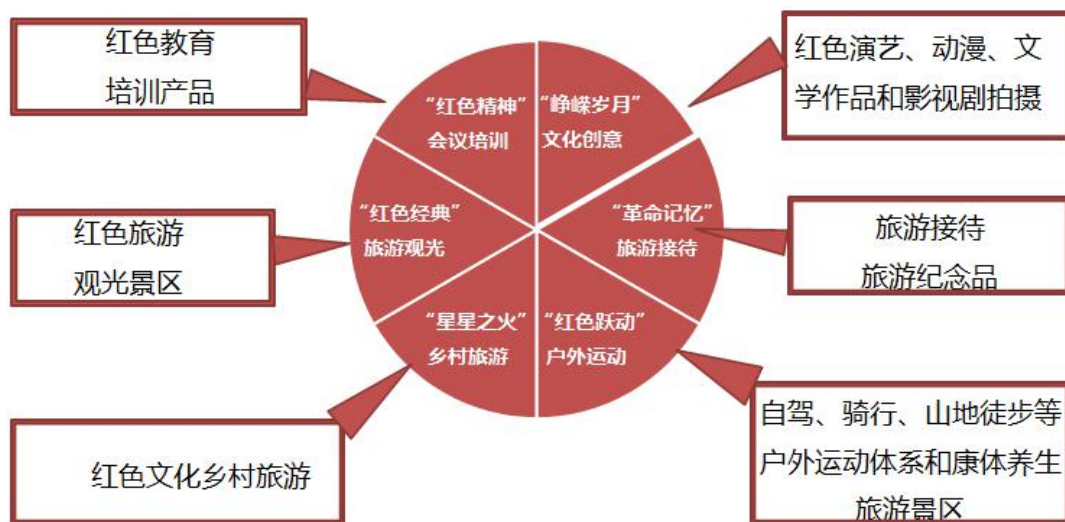 红色教育
培训产品
红色演艺、动漫、文
学作品和影视剧拍摄
“红色精神”
会议培训
“峥嵘岁月”
文化创意
红色旅游
观光景区
“红色经典”
旅游观光
“革命记忆”
旅游接待
旅游接待
旅游纪念品
“星星之火”
乡村旅游
“红色跃动”
户外运动
红色文化乡村旅游
自驾、骑行、山地徒步等
户外运动体系和康体养生
旅游景区